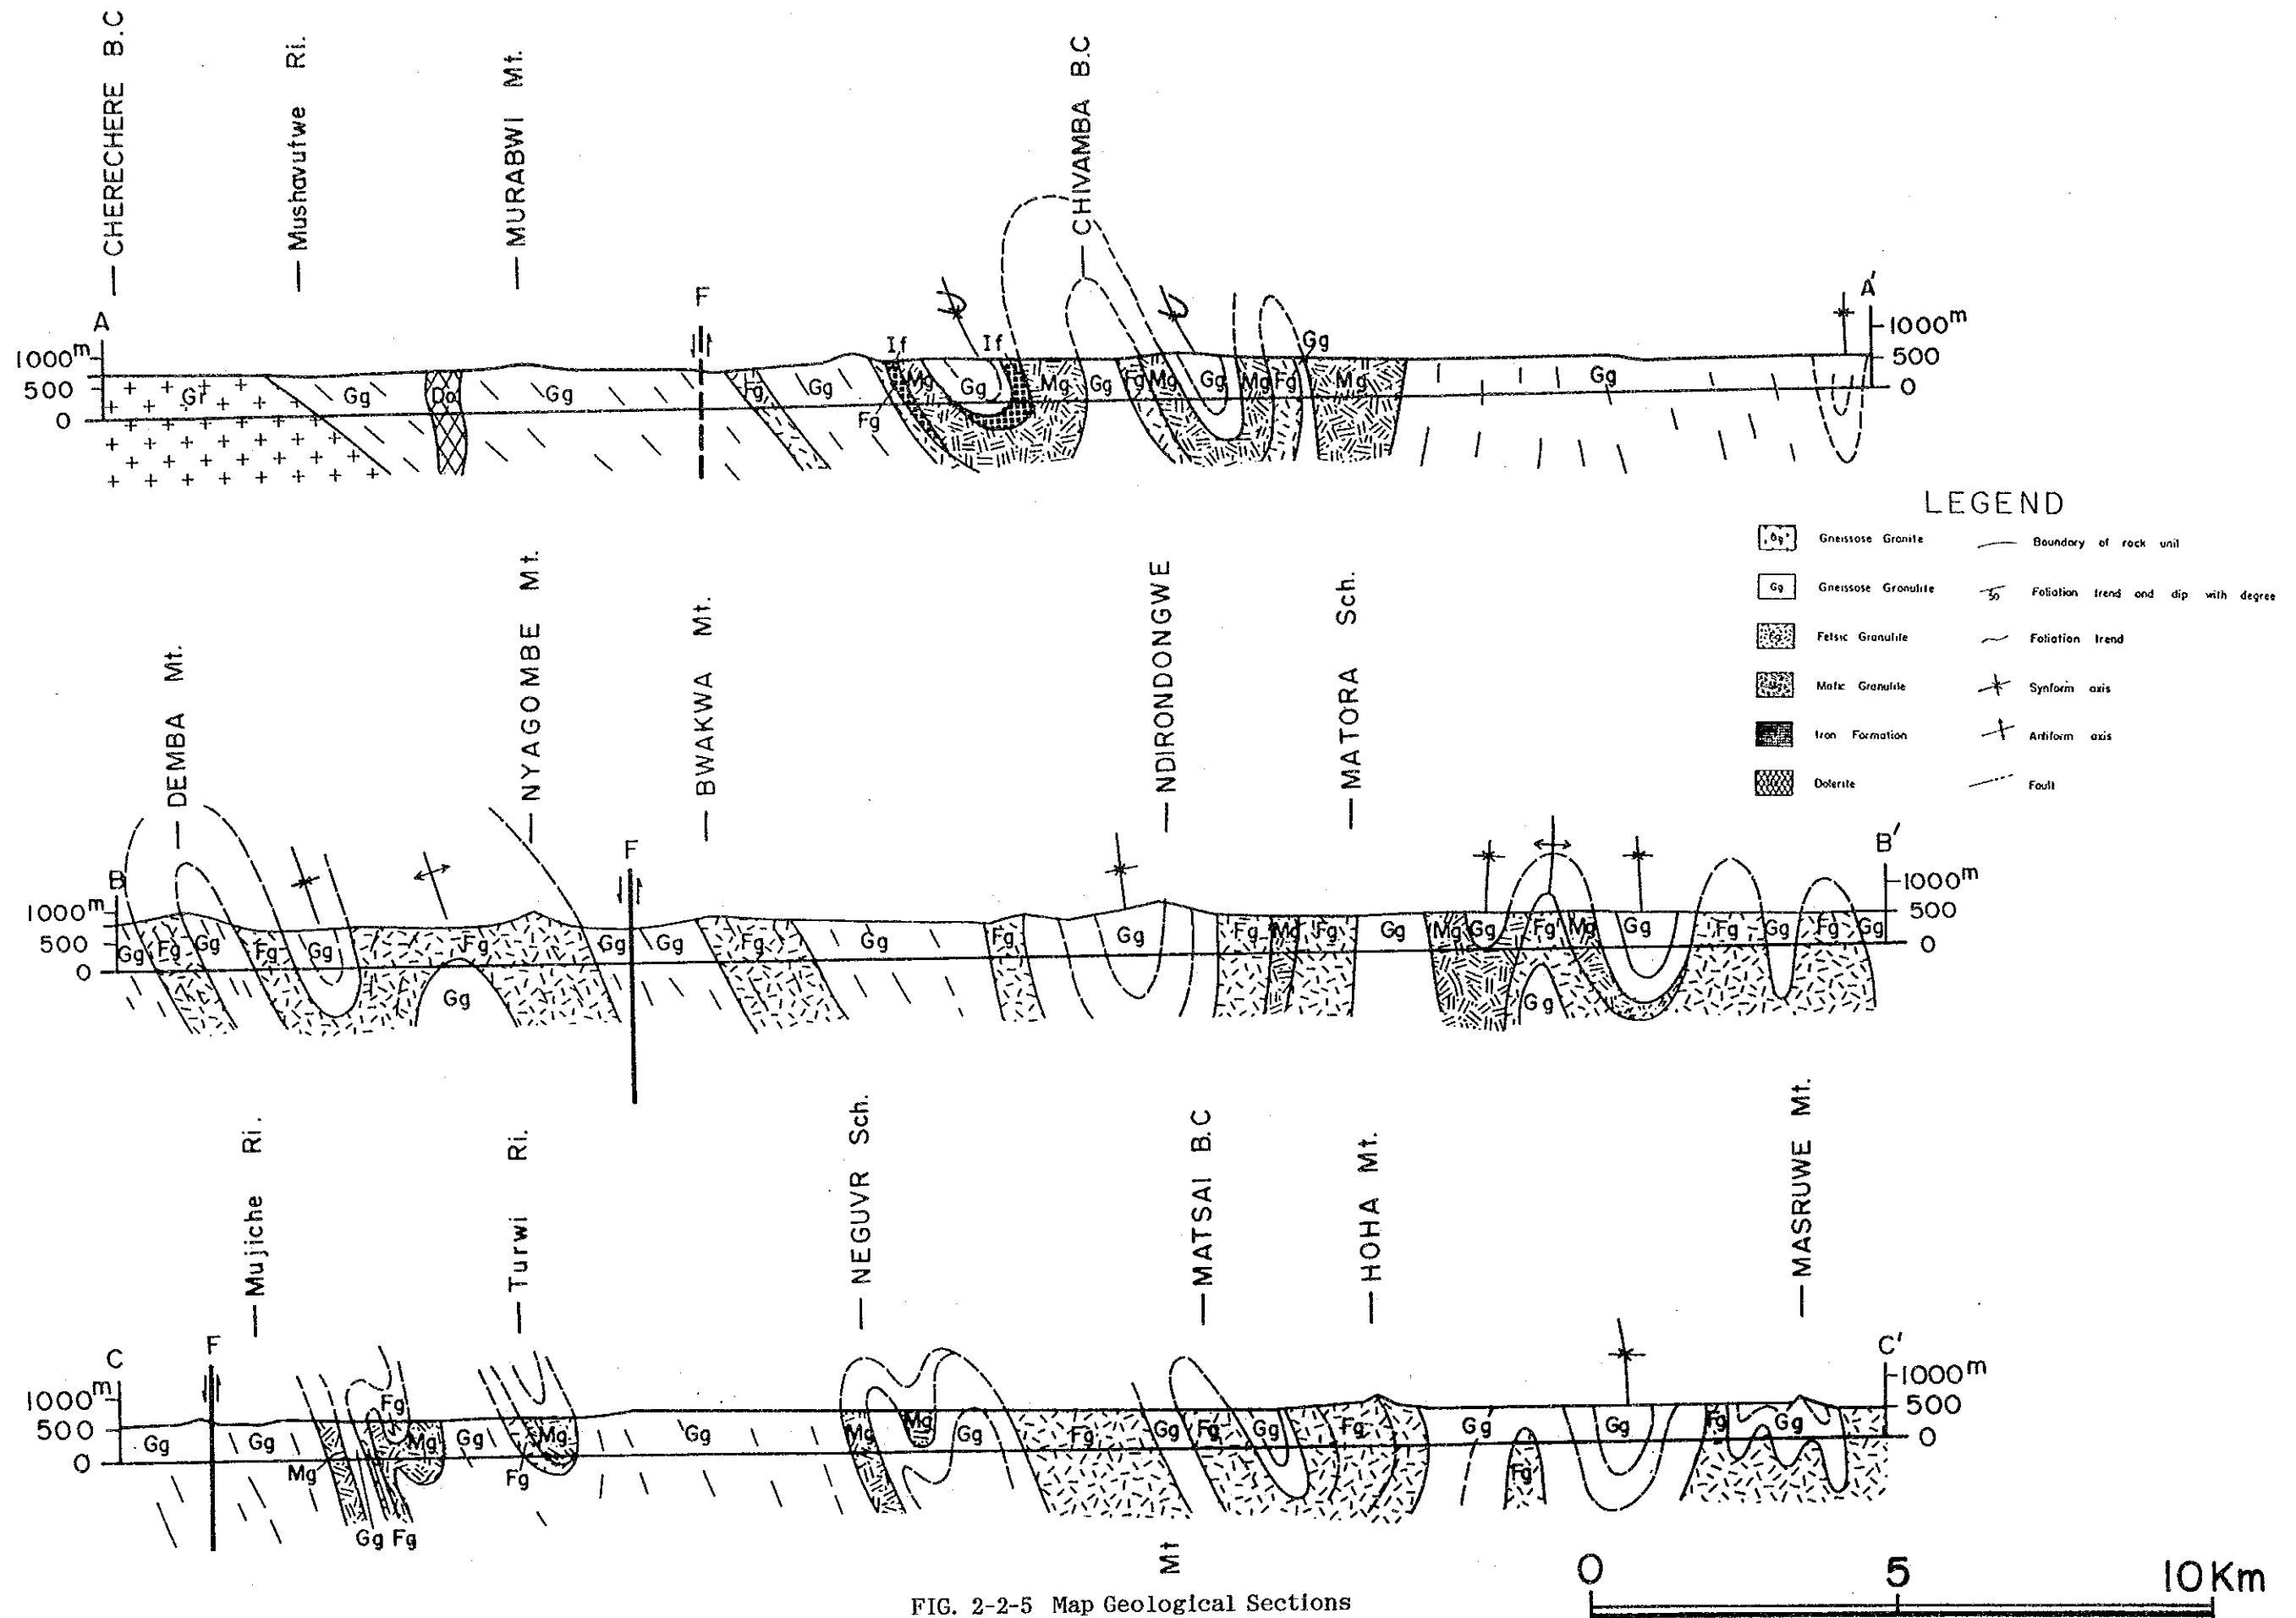 CHERECHERE B.C
Mushavutwe Ri.
MURABWI Mt.
CHIVAMBA B.C
A
F
A'
1000m
500
0
1000m
500
0
Gr
Gg
Do
Gg
Fg
Gg
Fg
If
Mg
Gg
If
Mg
Gg
Fg
Mg
Gg
Mg
Fg
Gg
Mg
Gg
LEGEND
Gneissose Granite
Gg
Gneissose Granulite
Felsic Granulite
Mafic Granulite
Iron Formation
Dolerite
Boundary of rock unit
50
Foliation trend and dip with degree
Foliation trend
Synform axis
Antiform axis
Fault
DEMBA Mt.
NYAGOMBE Mt.
BWAKWA Mt.
NDIRONDONGWE
MATORA Sch.
B
F
B'
1000m
500
0
1000m
500
0
Gg
Fg
Gg
Fg
Gg
Fg
Gg
Gg
Gg
Fg
Gg
Fg
Gg
Fg
Mg
Fg
Gg
Mg
Gg
Fg
Gg
Mg
Gg
Fg
Gg
Fg
Gg
Mujiche Ri.
Turwi Ri.
NEGUVR Sch.
MATSAI B.C
HOHA Mt.
MASRUWE Mt.
C
F
C'
1000m
500
0
1000m
500
0
Gg
Gg
Mg
Gg
Fg
Fg
Mg
Gg
Fg
Mg
Gg
Mg
Mg
Gg
Fg
Gg
Fg
Gg
Fg
Gg
Fg
Gg
Fg
Gg
Mt
0 5 10Km
FIG. 2-2-5 Map Geological Sections